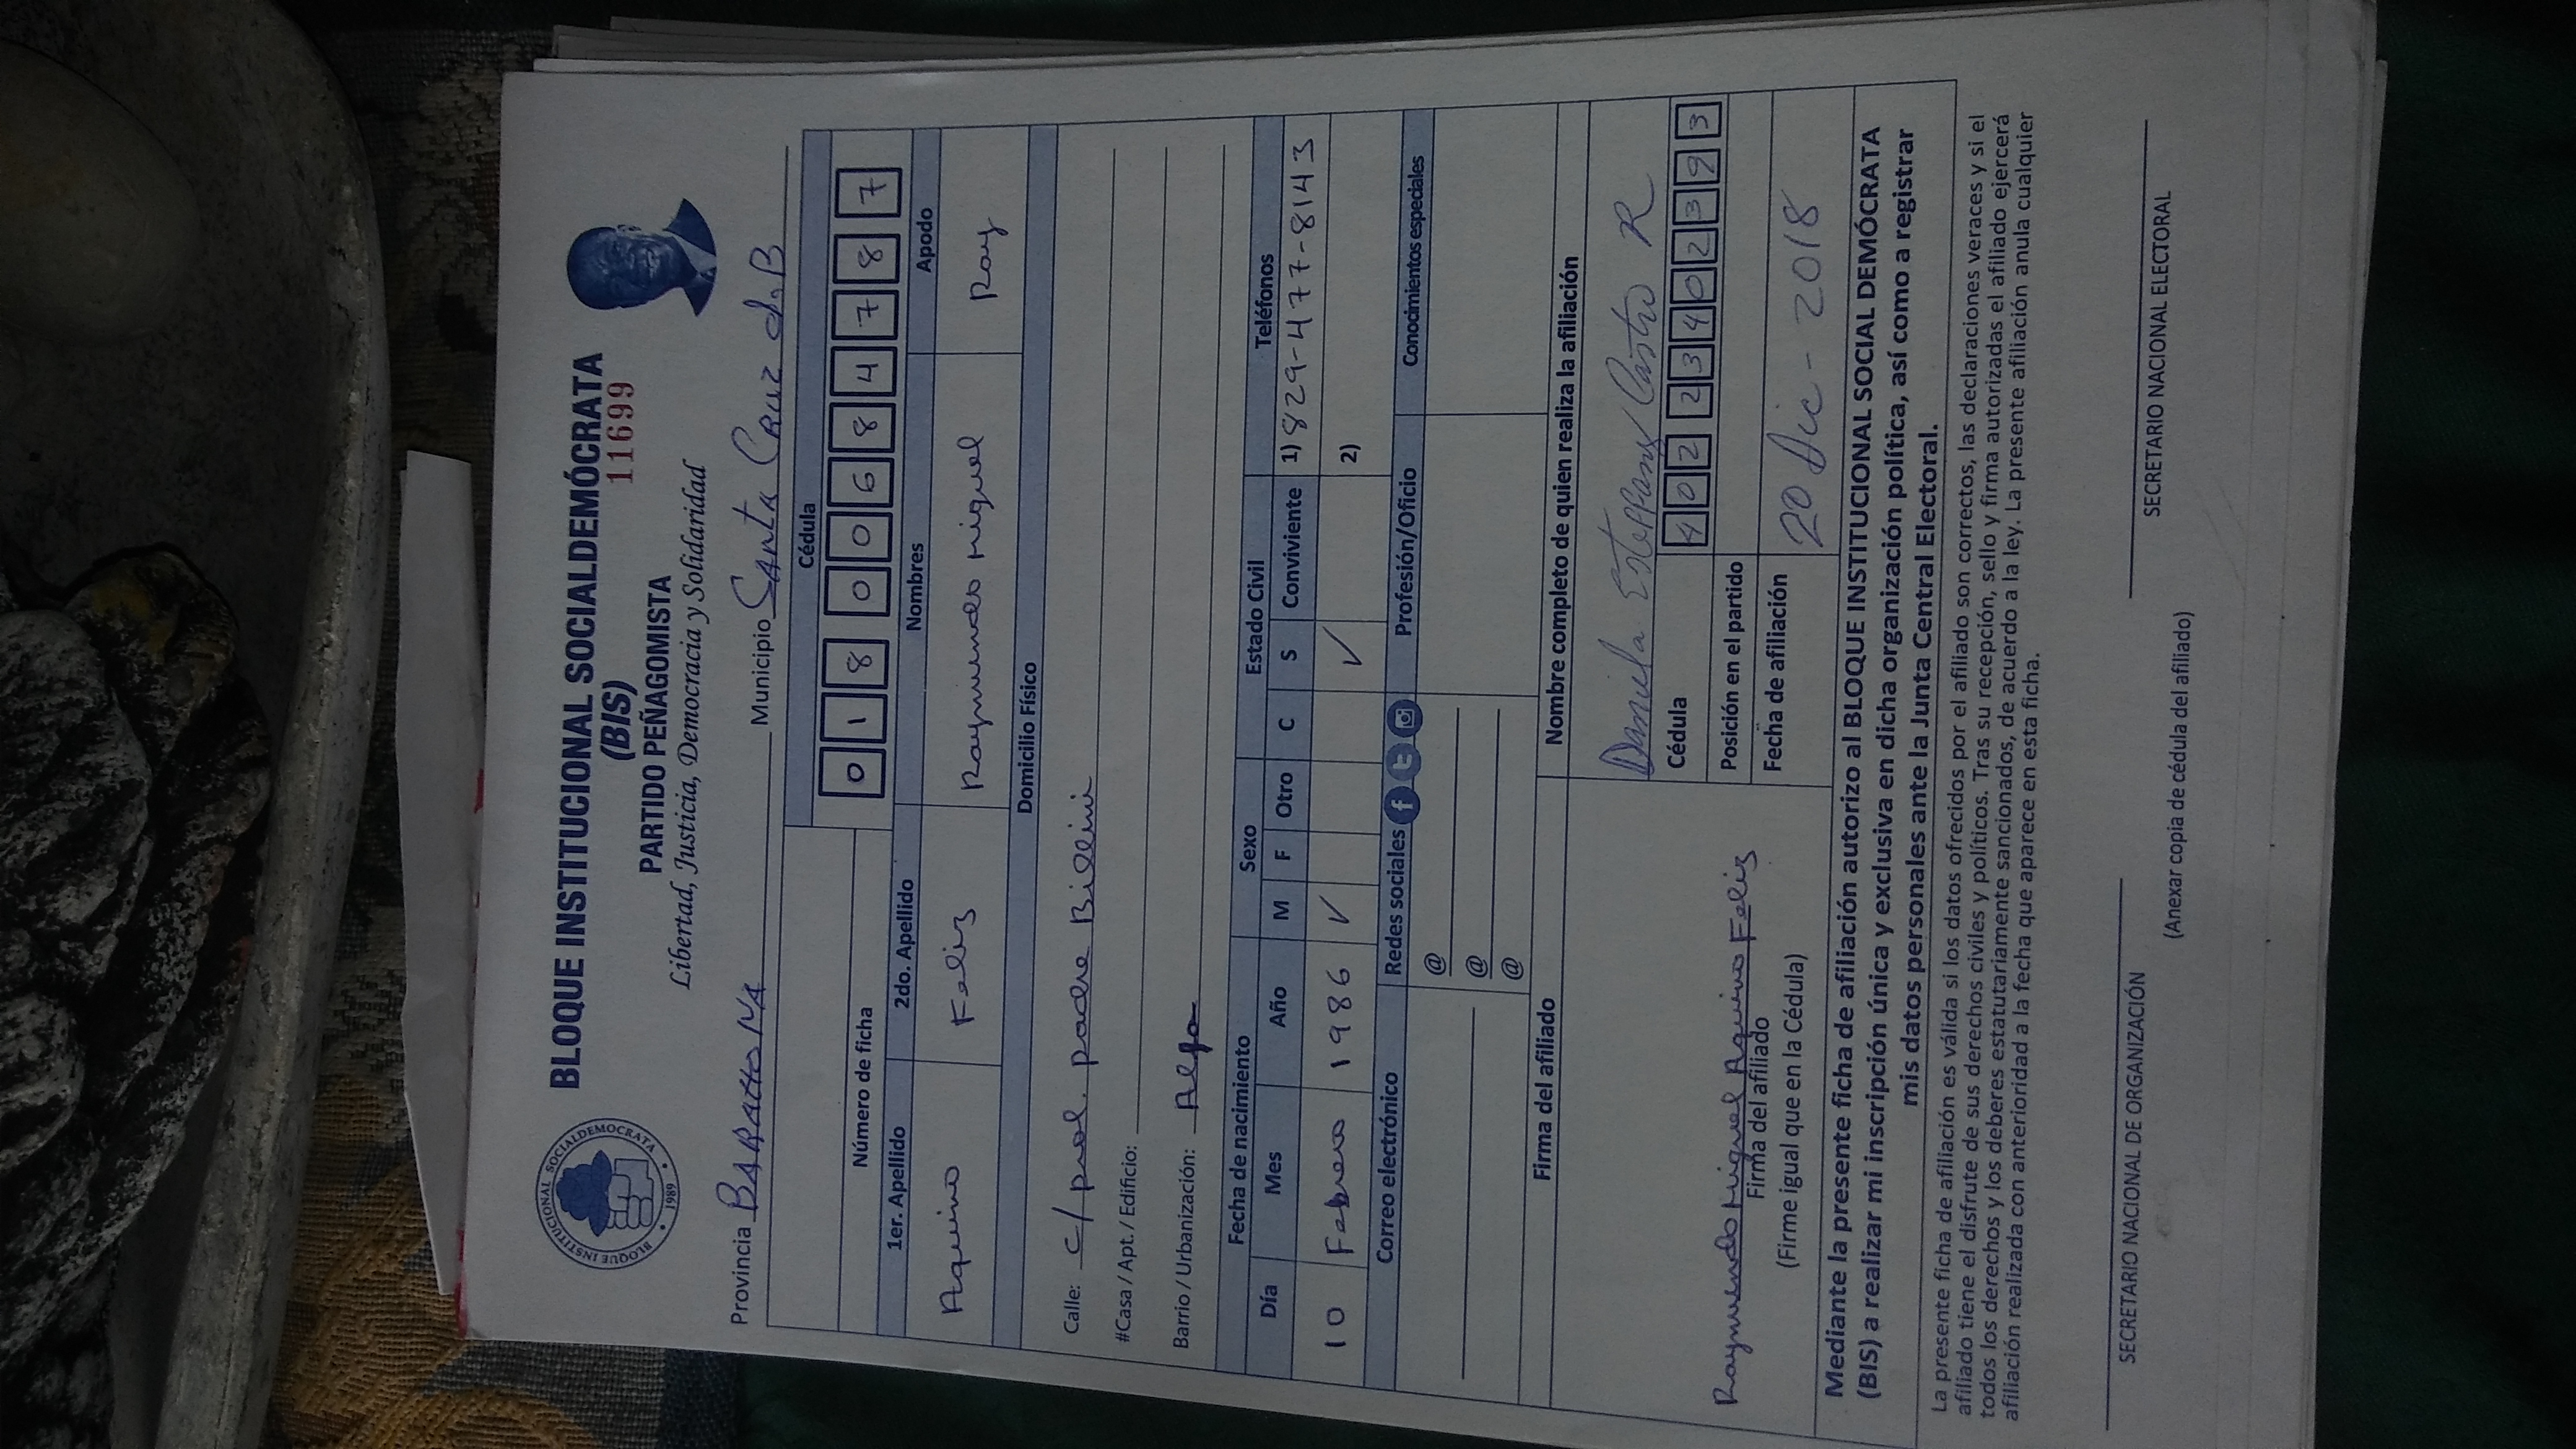 BLOQUE INSTITUCIONAL SOCIALDEMOCRATA
1989
BLOQUE INSTITUCIONAL SOCIALDEMÓCRATA
(BIS)
11699
PARTIDO PEÑAGOMISTA
Libertad, Justicia, Democracia y Solidaridad
Provincia BARAHONA Municipio Santa Cruz d.B
Cédula
Número de ficha 0 1 8 0 0 6 8 4 7 8 7
1er. Apellido 2do. Apellido Nombres Apodo
Aquino Feliz Raymundo Miguel Ray
Domicilio Físico
Calle: c/ prol. padre Billini
#Casa / Apt. / Edificio:
Barrio / Urbanización: Alfa
Fecha de nacimiento Sexo Estado Civil Teléfonos
Día Mes Año M F Otro C S Conviviente 1) 829-477-8143
10 Febrero 1986 ✓ ✓ 2)
Correo electrónico Redes sociales Profesión/Oficio Conocimientos especiales
@
@
@
Firma del afiliado Nombre completo de quien realiza la afiliación
Daniela Esteffany Castro R
Cédula 4 0 2 2 3 4 0 2 3 9 3
Posición en el partido
Fecha de afiliación 20 Dic - 2018
Raymundo Miguel Aquino Feliz
Firma del afiliado
(Firme igual que en la Cédula)
Mediante la presente ficha de afiliación autorizo al BLOQUE INSTITUCIONAL SOCIAL DEMÓCRATA
(BIS) a realizar mi inscripción única y exclusiva en dicha organización política, así como a registrar
mis datos personales ante la Junta Central Electoral.
La presente ficha de afiliación es válida si los datos ofrecidos por el afiliado son correctos, las declaraciones veraces y si el
afiliado tiene el disfrute de sus derechos civiles y políticos. Tras su recepción, sello y firma autorizadas el afiliado ejercerá
todos los derechos y los deberes estatutariamente sancionados, de acuerdo a la ley. La presente afiliación anula cualquier
afiliación realizada con anterioridad a la fecha que aparece en esta ficha.
SECRETARIO NACIONAL DE ORGANIZACIÓN SECRETARIO NACIONAL ELECTORAL
(Anexar copia de cédula del afiliado)